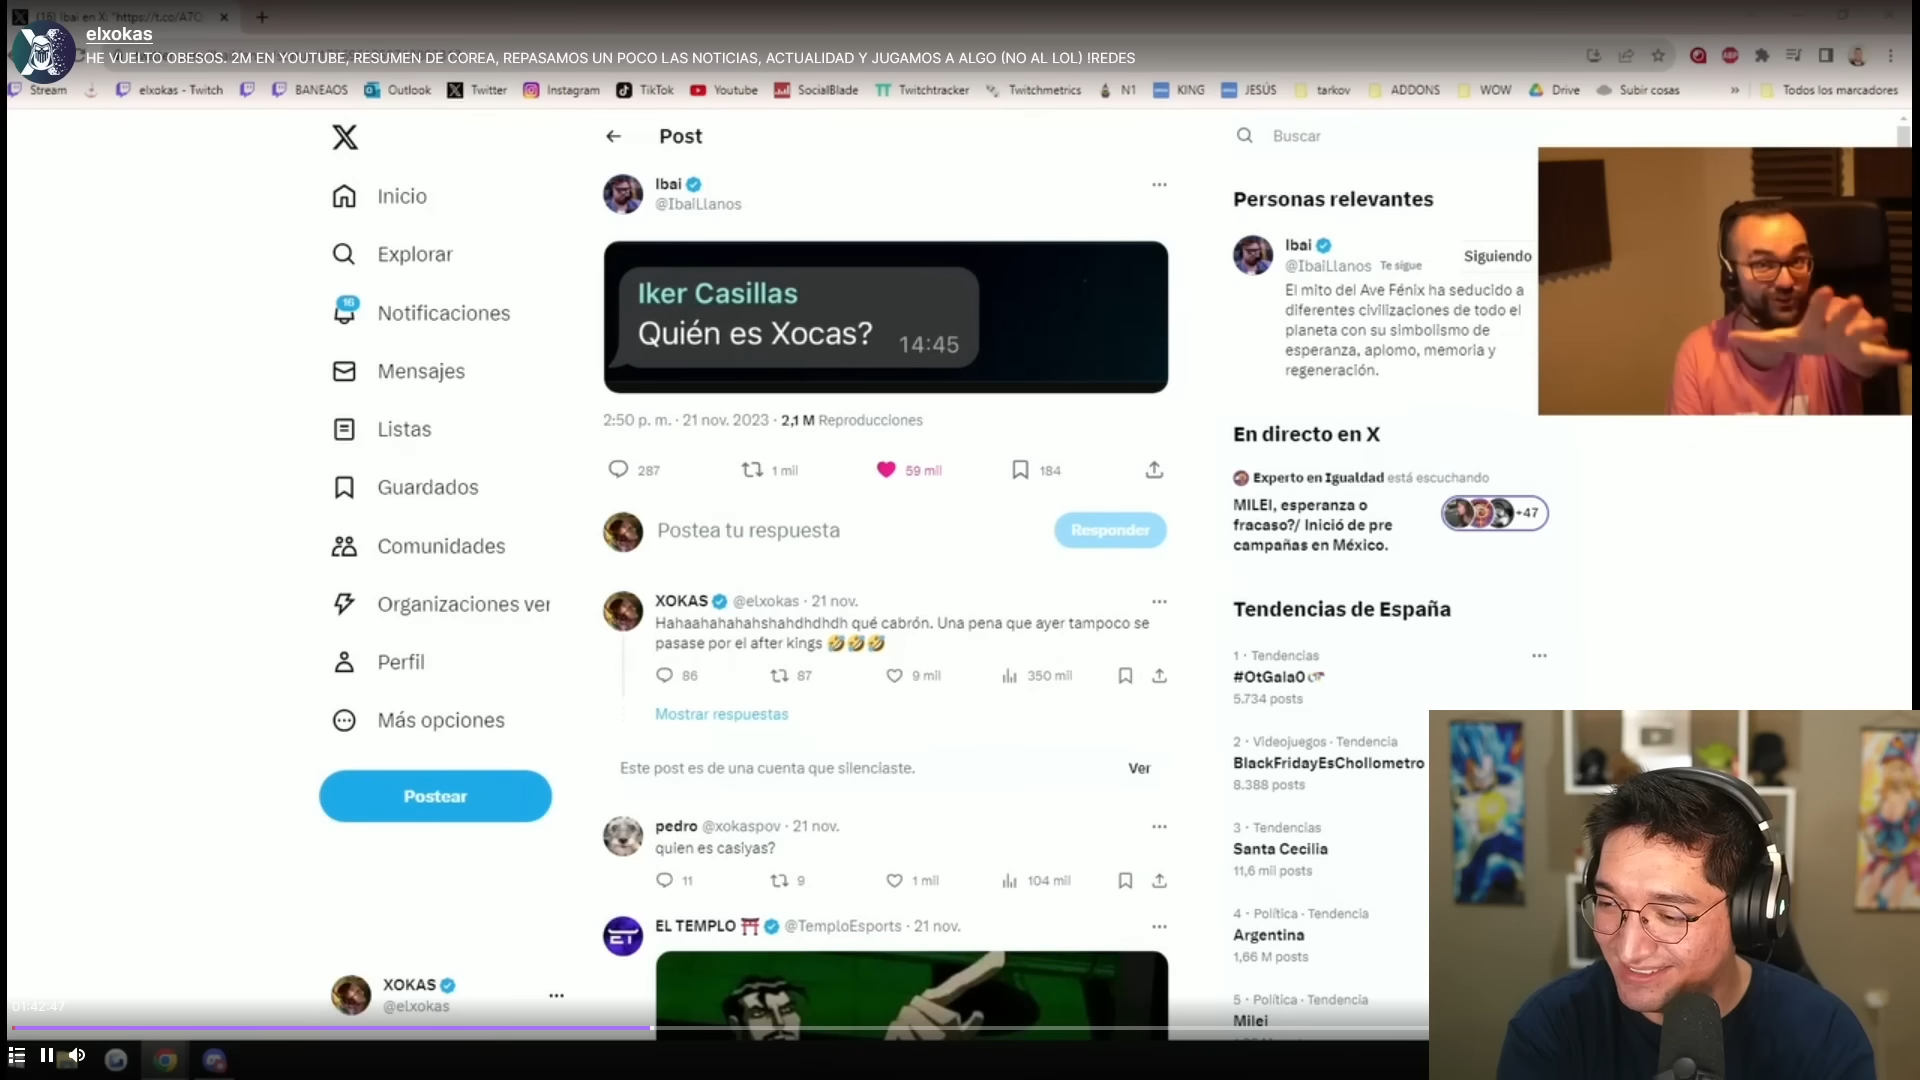 (16) Ibai en X: "https://t.co/A7C
elxokas
HE VUELTO OBESOS. 2M EN YOUTUBE, RESUMEN DE COREA, REPASAMOS UN POCO LAS NOTICIAS, ACTUALIDAD Y JUGAMOS A ALGO (NO AL LOL) !REDES
Stream
elxokas - Twitch
BANEAOS
Outlook
Twitter
Instagram
TikTok
Youtube
SocialBlade
Twitchtracker
Twitchmetrics
N1
KING
JESÚS
tarkov
ADDONS
WOW
Drive
Subir cosas
»
Todos los marcadores
Inicio
Explorar
16
Notificaciones
Mensajes
Listas
Guardados
Comunidades
Organizaciones ver
Perfil
Más opciones
Postear
XOKAS
@elxokas
01:42:47
Post
Ibai
@IbaiLlanos
Iker Casillas
Quién es Xocas?
14:45
2:50 p. m. · 21 nov. 2023 · 2,1 M Reproducciones
287
1 mil
59 mil
184
Postea tu respuesta
Responder
XOKAS @elxokas · 21 nov.
Hahaahahahahshahdhdhdh qué cabrón. Una pena que ayer tampoco se
pasase por el after kings 🤣🤣🤣
86
87
9 mil
350 mil
Mostrar respuestas
Este post es de una cuenta que silenciaste.
Ver
pedro @xokaspov · 21 nov.
quien es casiyas?
11
9
1 mil
104 mil
EL TEMPLO ⛩️ @TemploEsports · 21 nov.
Buscar
Personas relevantes
Ibai
@IbaiLlanos Te sigue
Siguiendo
El mito del Ave Fénix ha seducido a
diferentes civilizaciones de todo el
planeta con su simbolismo de
esperanza, aplomo, memoria y
regeneración.
En directo en X
Experto en Igualdad está escuchando
MILEI, esperanza o
fracaso?/ Inició de pre
campañas en México.
+47
Tendencias de España
1 · Tendencias
#OtGala0
5.734 posts
2 · Videojuegos · Tendencia
BlackFridayEsChollometro
8.388 posts
3 · Tendencias
Santa Cecilia
11,6 mil posts
4 · Política · Tendencia
Argentina
1,66 M posts
5 · Política · Tendencia
Milei